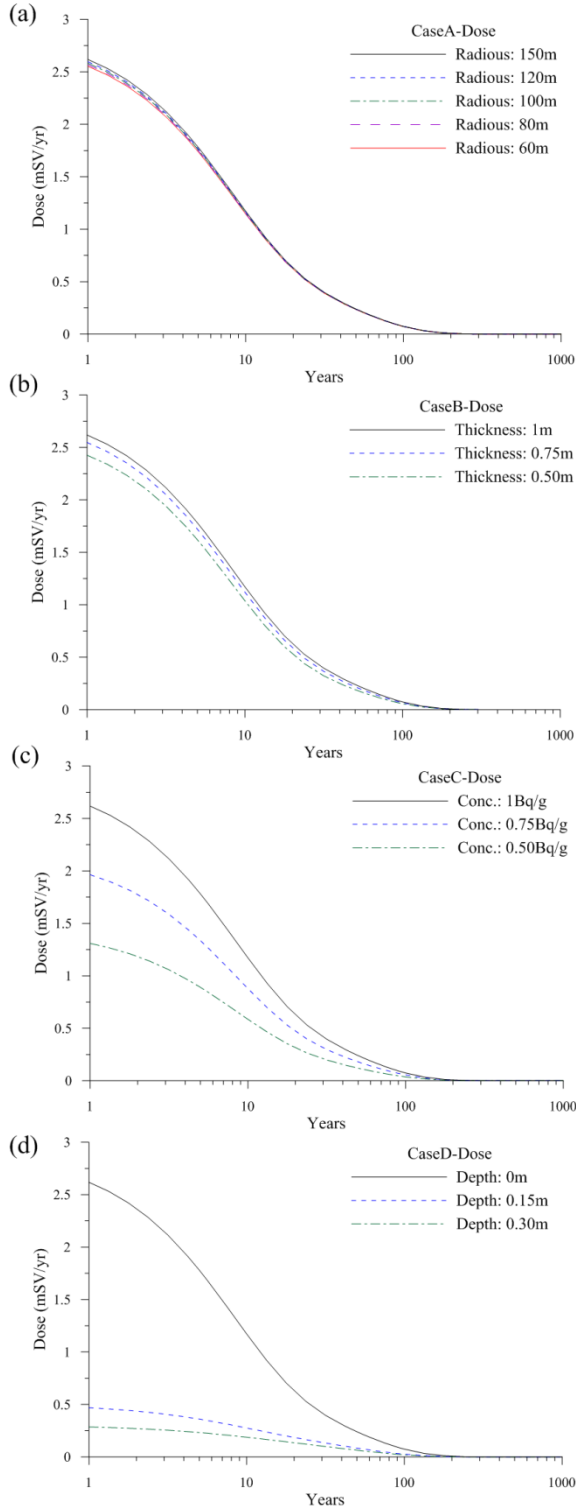 (a)
CaseA-Dose
Radious: 150m
Radious: 120m
Radious: 100m
Radious: 80m
Radious: 60m
Dose (mSV/yr)
3
2.5
2
1.5
1
0.5
0
1 10 100 1000
Years
(b)
CaseB-Dose
Thickness: 1m
Thickness: 0.75m
Thickness: 0.50m
Dose (mSV/yr)
3
2.5
2
1.5
1
0.5
0
1 10 100 1000
Years
(c)
CaseC-Dose
Conc.: 1Bq/g
Conc.: 0.75Bq/g
Conc.: 0.50Bq/g
Dose (mSV/yr)
3
2.5
2
1.5
1
0.5
0
1 10 100 1000
Years
(d)
CaseD-Dose
Depth: 0m
Depth: 0.15m
Depth: 0.30m
Dose (mSV/yr)
3
2.5
2
1.5
1
0.5
0
1 10 100 1000
Years